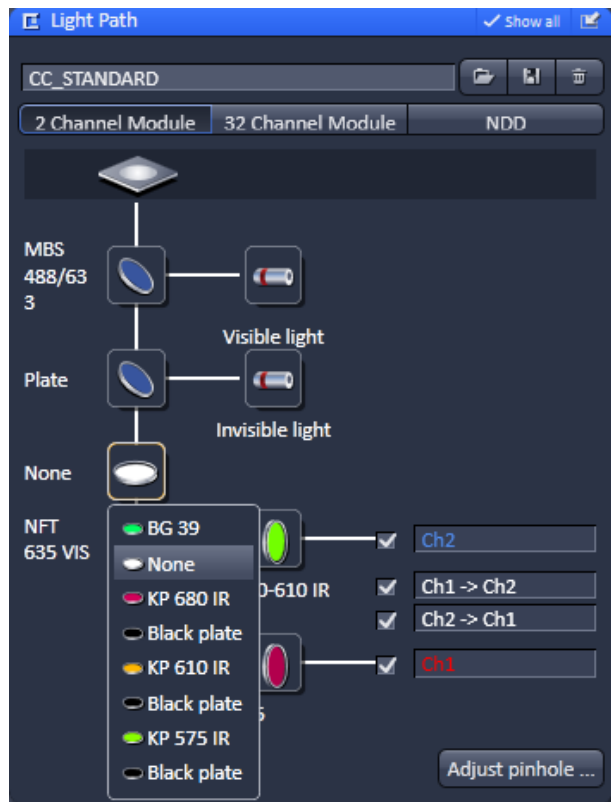 Light Path
Show all
CC_STANDARD
2 Channel Module
32 Channel Module
NDD
MBS
488/63
3
Visible light
Plate
Invisible light
None
NFT
635 VIS
BG 39
None
KP 680 IR
Black plate
KP 610 IR
Black plate
KP 575 IR
Black plate
0-610 IR
Ch2
Ch1 -> Ch2
Ch2 -> Ch1
Ch1
Adjust pinhole ...